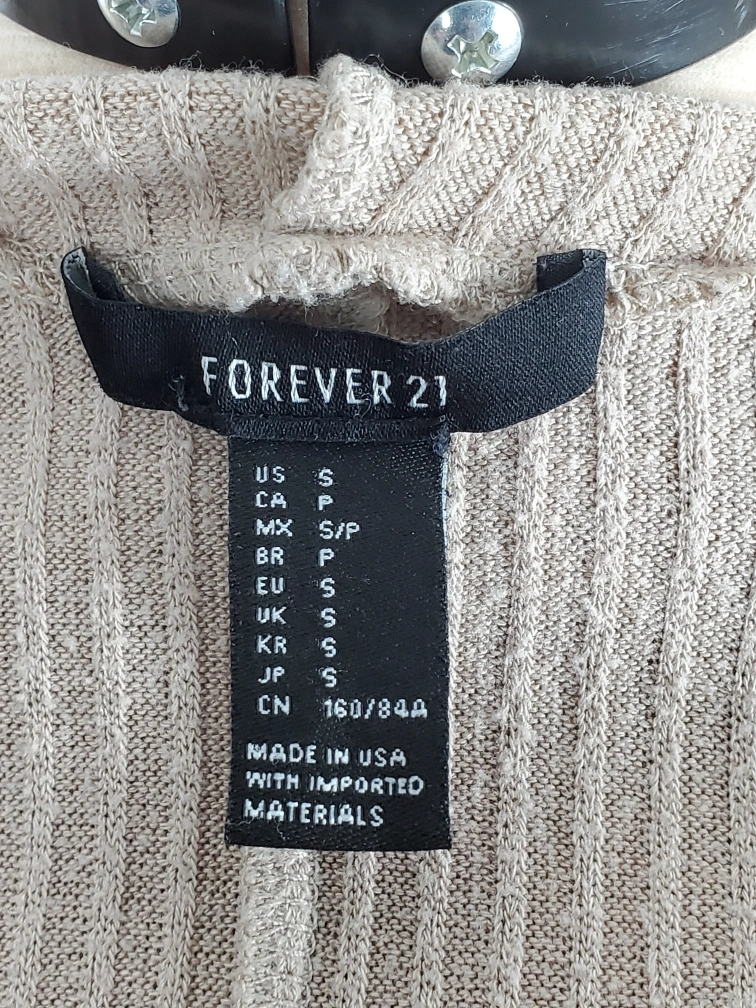 FOREVER 21
US S
CA P
MX S/P
BR P
EU S
UK S
KR S
JP S
CN 160/84A
MADE IN USA
WITH IMPORTED
MATERIALS